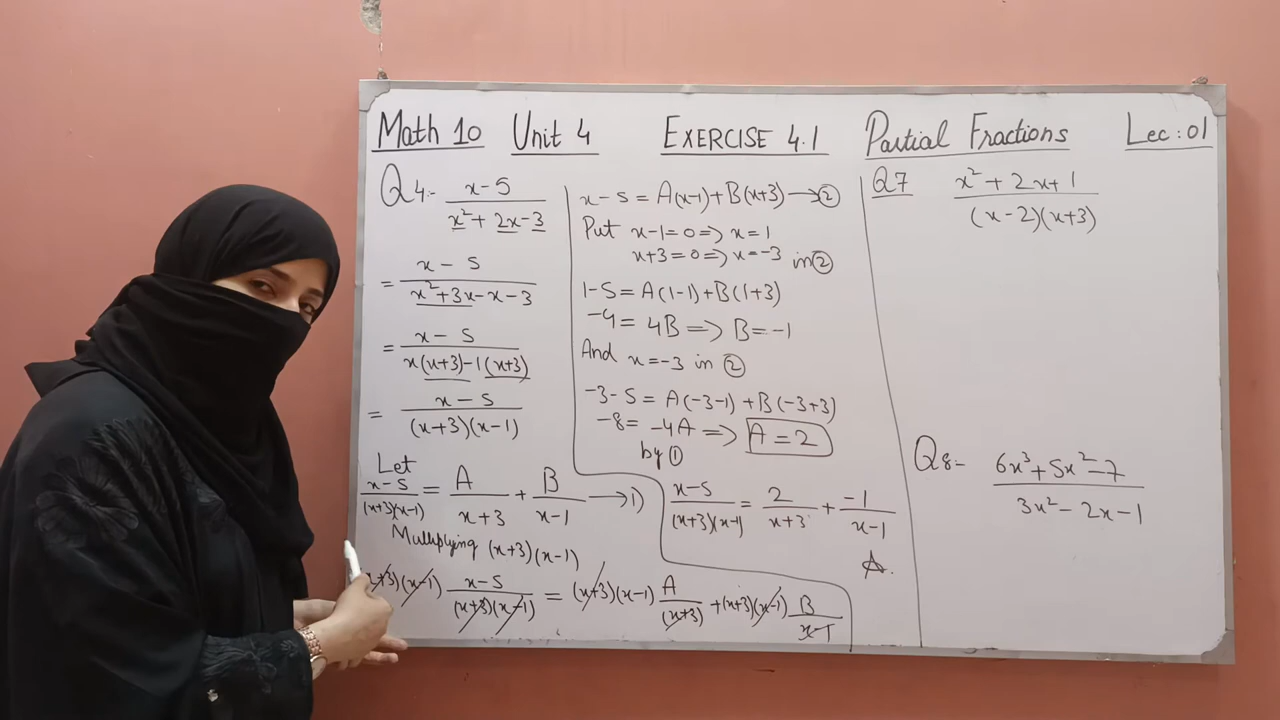 Math 10 Unit 4 EXERCISE 4.1 Partial Fractions Lec: 01
Q4:- x-5 / x²+2x-3
= x-5 / x²+3x-x-3
= x-5 / x(x+3)-1(x+3)
= x-5 / (x+3)(x-1)
Let
x-5 / (x+3)(x-1) = A / x+3 + B / x-1 → 1)
Multiplying (x+3)(x-1)
(x+3)(x-1) x-5 / (x+3)(x-1) = (x+3)(x-1) A / (x+3) + (x+3)(x-1) B / x-1
x-5 = A(x-1)+B(x+3) → ②
Put x-1=0 => x=1
x+3=0 => x=-3 in ②
1-5 = A(1-1)+B(1+3)
-4 = 4B => B=-1
And x=-3 in ②
-3-5 = A(-3-1)+B(-3+3)
-8 = -4A => A=2
by ①
x-5 / (x+3)(x-1) = 2 / x+3 + -1 / x-1
A.
Q7 x²+2x+1 / (x-2)(x+3)
Q8:- 6x³+5x²-7 / 3x²-2x-1